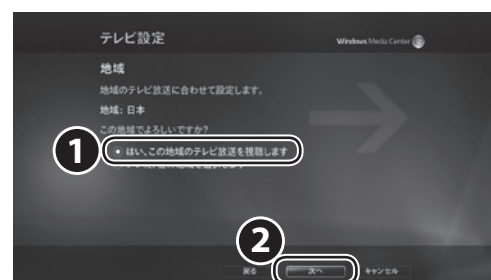 テレビ設定
Windows Media Center
地域
地域のテレビ放送に合わせて設定します。
地域: 日本
この地域でよろしいですか?
1
はい、この地域のテレビ放送を視聴します
2
戻る
次へ
キャンセル